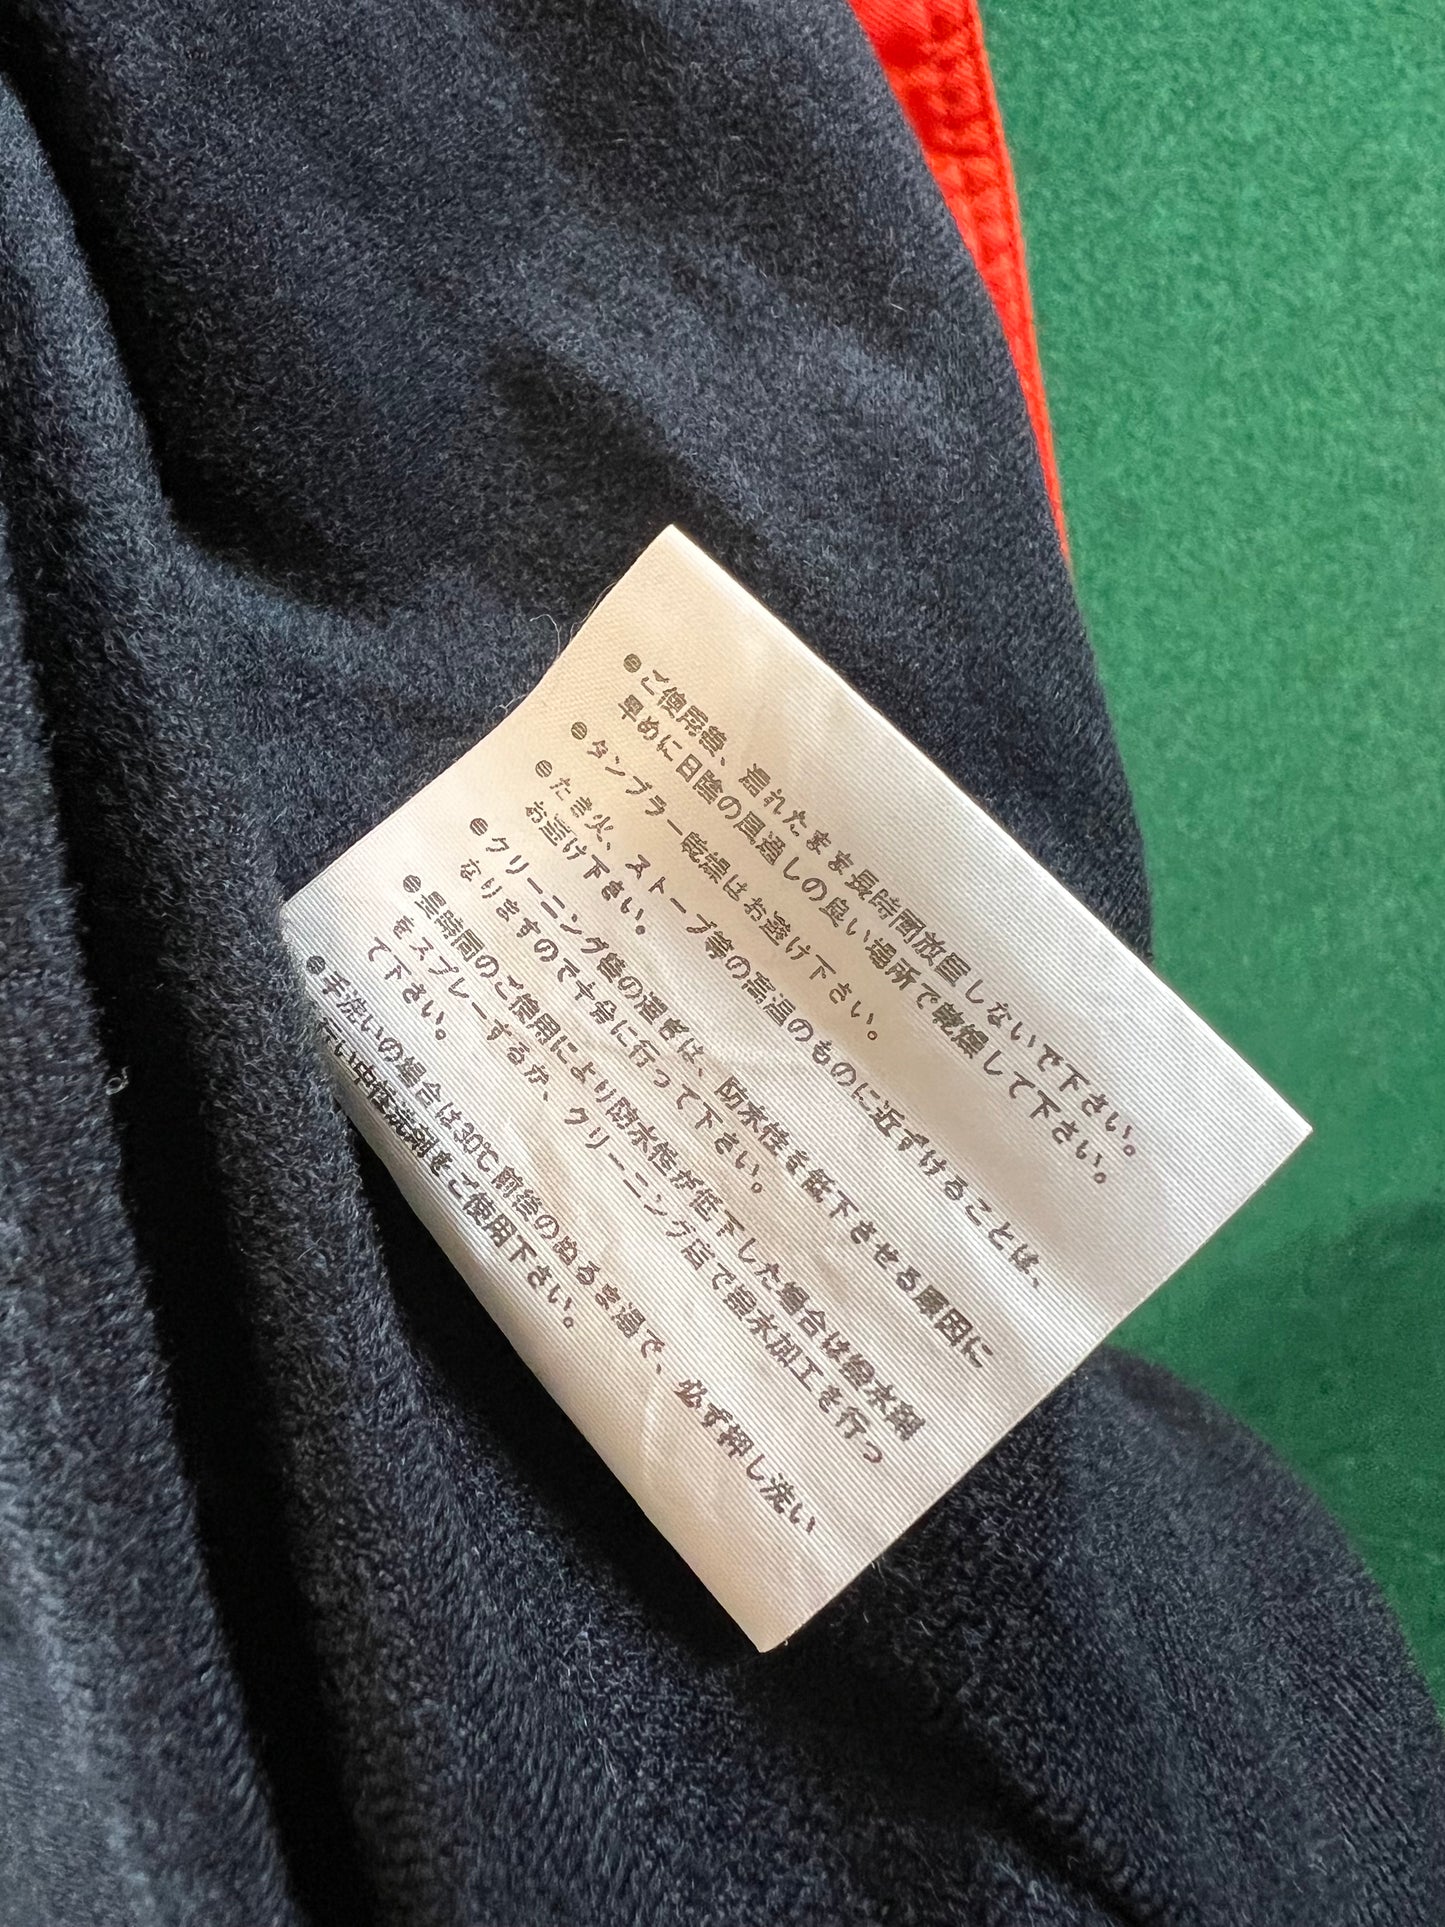 ●ご使用後、濡れたまま長時間放置しないで下さい。
早めに日陰の風通しの良い場所で乾燥して下さい。
●タンブラー乾燥はお避け下さい。
●たき火、ストーブ等の高温のものに近ずけることは、
お避け下さい。
●クリーニング後の濯ぎは、防水性を低下させる原因に
なりますので十分に行って下さい。
●長時間のご使用により防水性が低下した場合は撥水剤
をスプレーするか、クリーニング店で撥水加工を行っ
て下さい。
●手洗いの場合は30℃前後のぬるま湯で、必ず押し洗い
行い中性洗剤をご使用下さい。